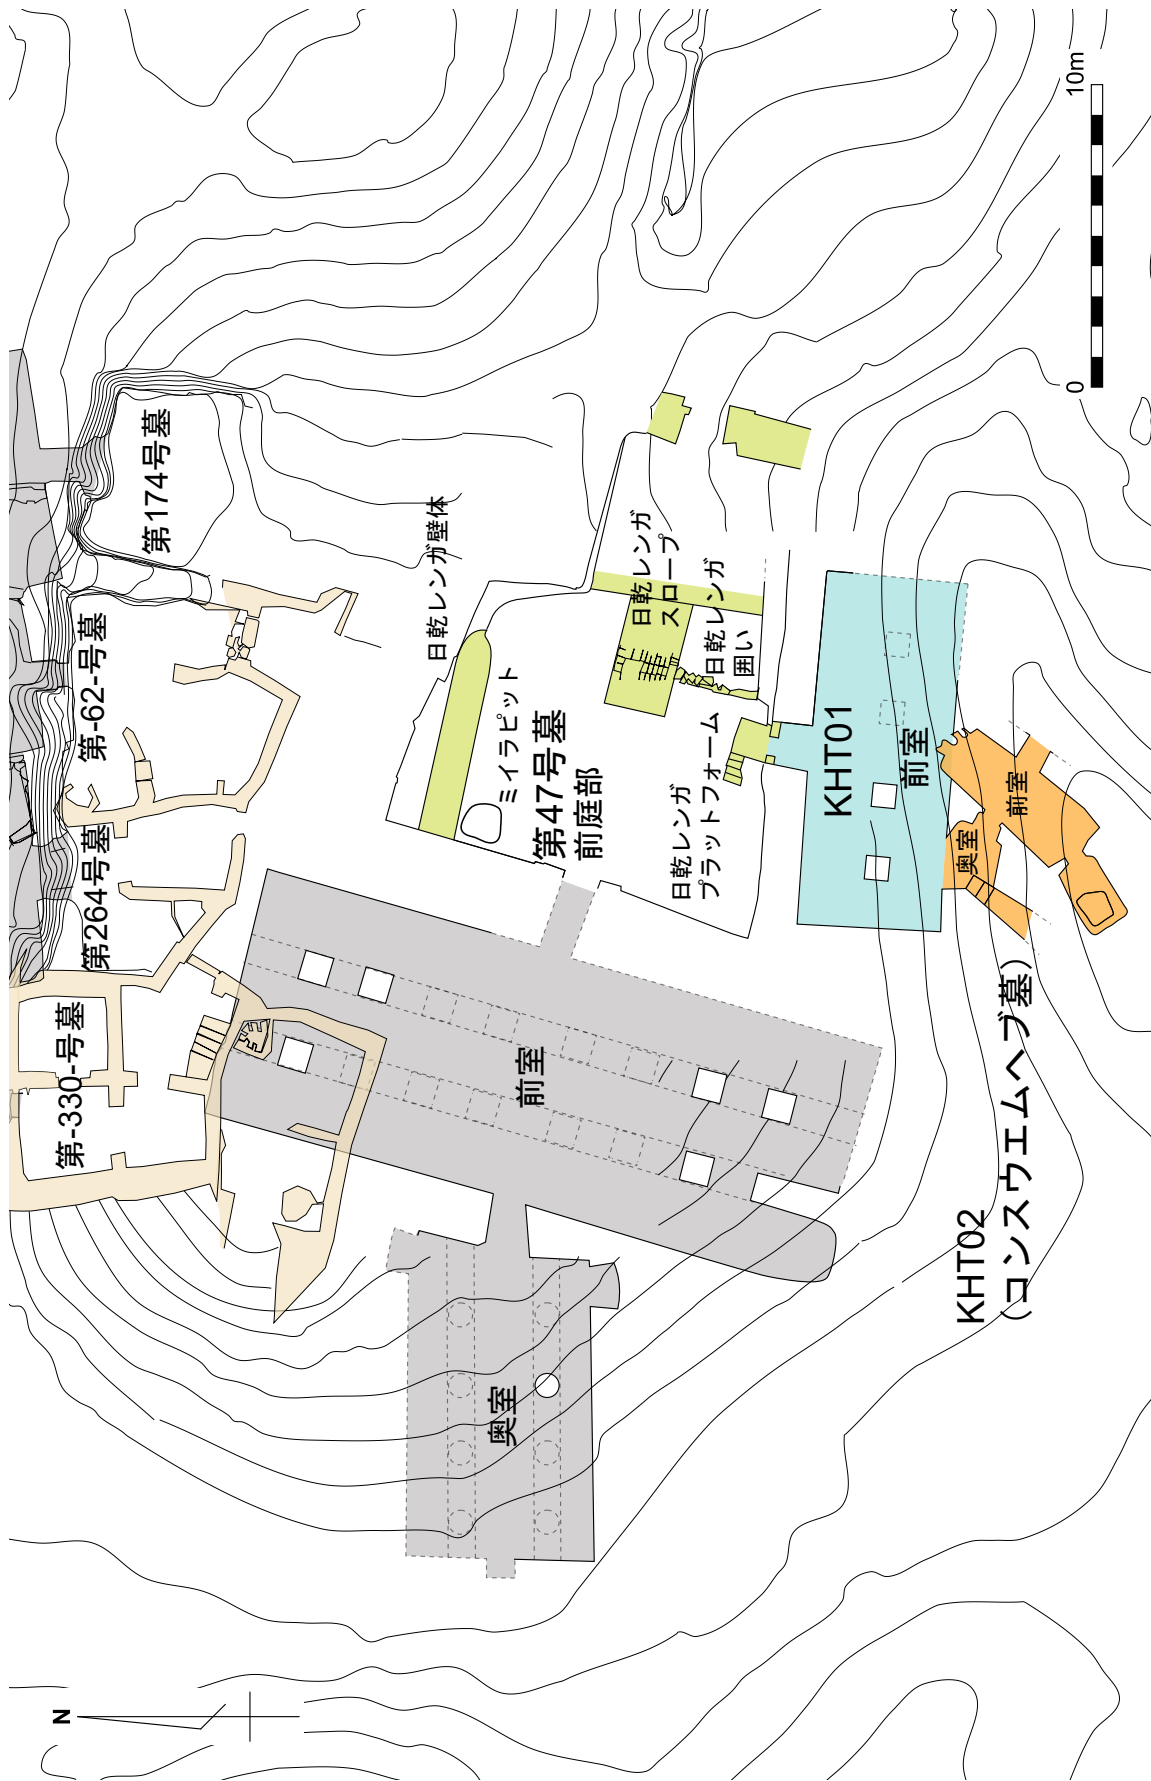 第174号墓
第-62-号墓
第264号墓
第-330-号墓
日乾レンガ壁体
ミイラピット
第47号墓
前庭部
日乾レンガ
スロープ
日乾レンガ
囲い
日乾レンガ
プラットフォーム
KHT01
前室
前室
奥室
前室
奥室
KHT02
(コンスウエムヘブ墓)
0
10m
N